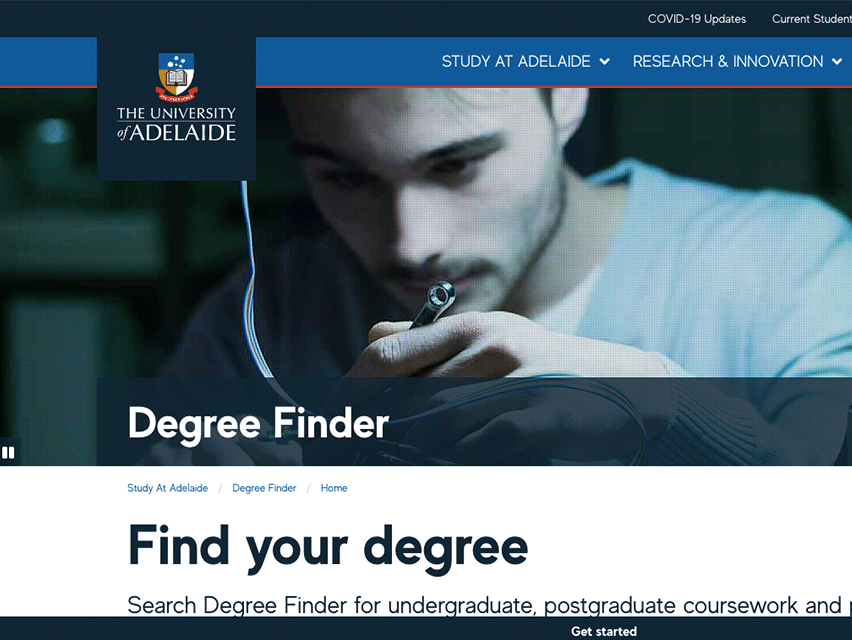 COVID-19 Updates Current Student
STUDY AT ADELAIDE RESEARCH & INNOVATION
THE UNIVERSITY
of ADELAIDE
Degree Finder
Study At Adelaide / Degree Finder / Home
Find your degree
Search Degree Finder for undergraduate, postgraduate coursework and
Get started